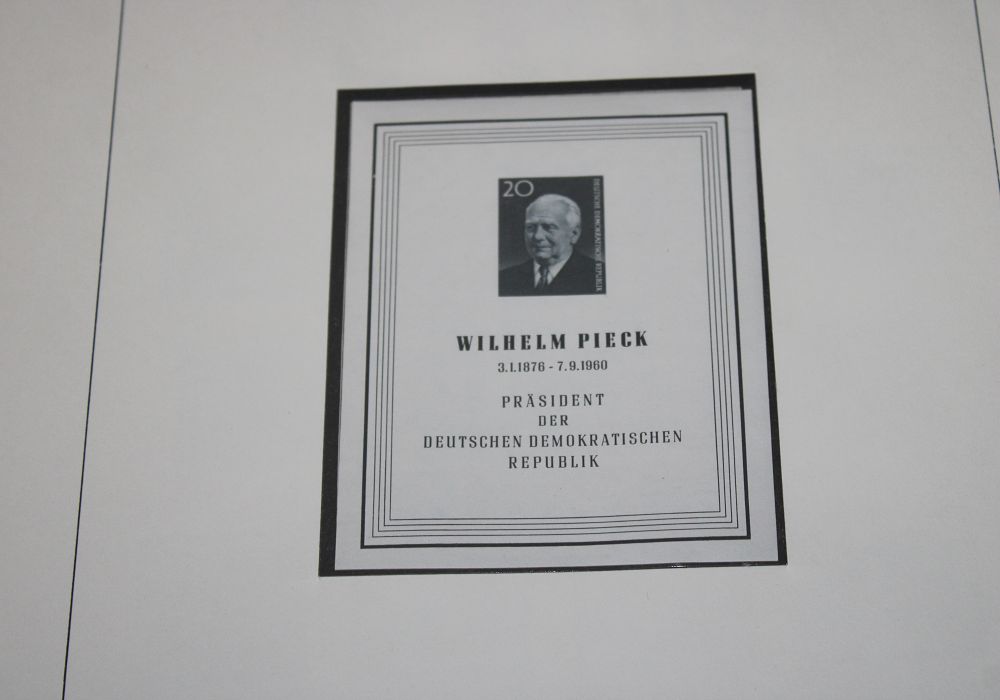 20
DEUTSCHE DEMOKRATISCHE REPUBLIK
WILHELM PIECK
3.1.1876 - 7.9.1960
PRÄSIDENT
DER
DEUTSCHEN DEMOKRATISCHEN
REPUBLIK